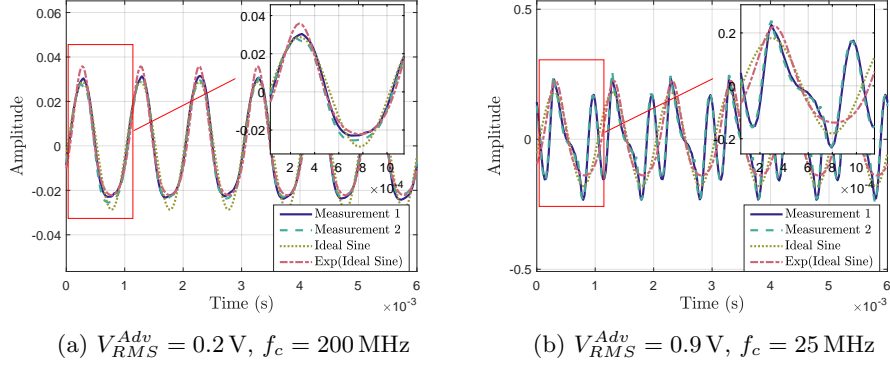 0.06
0.04
0.02
0
-0.02
-0.04
Amplitude
0 1 2 3 4 5 6
Time (s)
×10⁻³
0.04
0.02
0
-0.02
2 4 6 8 10
×10⁻⁴
Measurement 1
Measurement 2
Ideal Sine
Exp(Ideal Sine)
(a) V_{RMS}^{Adv} = 0.2 V, f_c = 200 MHz
0.5
0
-0.5
Amplitude
0 1 2 3 4 5 6
Time (s)
×10⁻³
0.2
0
-0.2
2 4 6 8 10
×10⁻⁴
Measurement 1
Measurement 2
Ideal Sine
Exp(Ideal Sine)
(b) V_{RMS}^{Adv} = 0.9 V, f_c = 25 MHz